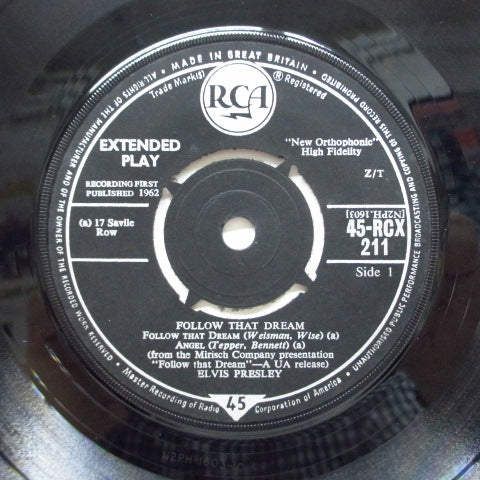 ALL RIGHTS OF THE MANUFACTURER AND OF THE OWNER OF THE RECORDED WORK RESERVED
MADE IN GREAT BRITAIN
UNAUTHORISED PUBLIC PERFORMANCE BROADCASTING AND COPYING OF THIS RECORD PROHIBITED
Trade Mark(s)
RCA
Registered
EXTENDED
PLAY
"New Orthophonic"
High Fidelity
RECORDING FIRST
PUBLISHED 1962
Z/T
(a) 17 Savile
Row
[N2PH.1603]
45-RCX
211
Side 1
FOLLOW THAT DREAM
FOLLOW THAT DREAM (Weisman, Wise) (a)
ANGEL (Tepper, Bennett) (a)
(from the Mirisch Company presentation
"Follow that Dream"—A UA release)
ELVIS PRESLEY
Master Recording of Radio
45
Corporation of America